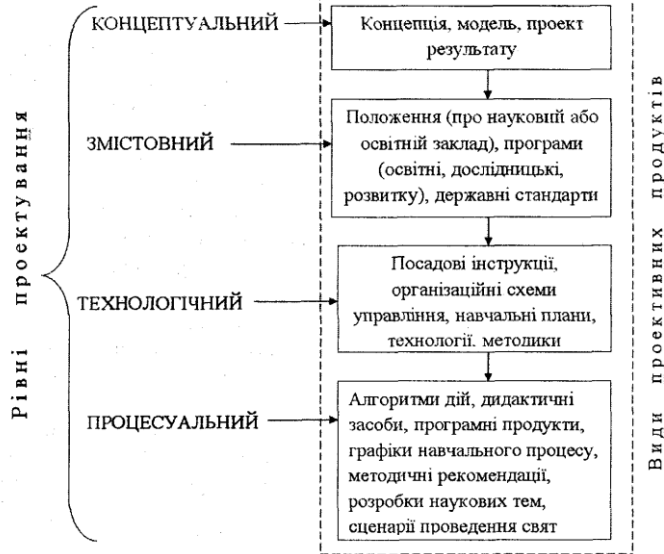 Рівні проектування
КОНЦЕПТУАЛЬНИЙ
Концепція, модель, проект
результату
ЗМІСТОВНИЙ
Положення (про науковий або
освітній заклад), програми
(освітні, дослідницькі,
розвитку), державні стандарти
ТЕХНОЛОГІЧНИЙ
Посадові інструкції,
організаційні схеми
управління, навчальні плани,
технології, методики
ПРОЦЕСУАЛЬНИЙ
Алгоритми дій, дидактичні
засоби, програмні продукти,
графіки навчального процесу,
методичні рекомендації,
розробки наукових тем,
сценарії проведення свят
Види проективних продуктів